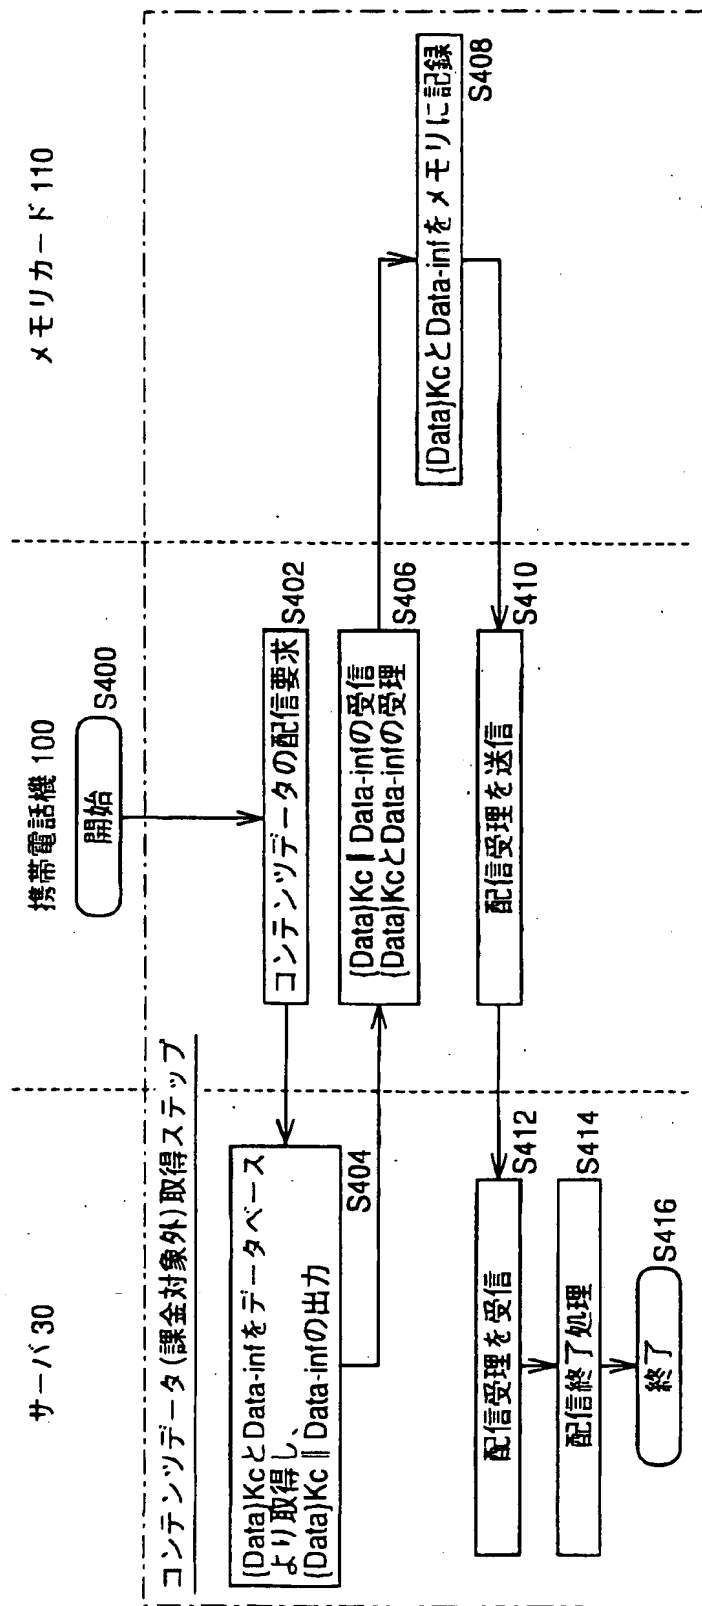 サーバ 30
携帯電話機 100
メモリカード 110
開始
S400
コンテンツデータ(課金対象外)取得ステップ
コンテンツデータの配信要求
S402
{Data}KcとData-infをデータベース
より取得し、
{Data}Kc‖Data-infの出力
S404
{Data}Kc‖Data-infの受信
{Data}KcとData-infの受理
S406
{Data}KcとData-infをメモリに記録
S408
配信受理を送信
S410
配信受理を受信
S412
配信終了処理
S414
終了
S416